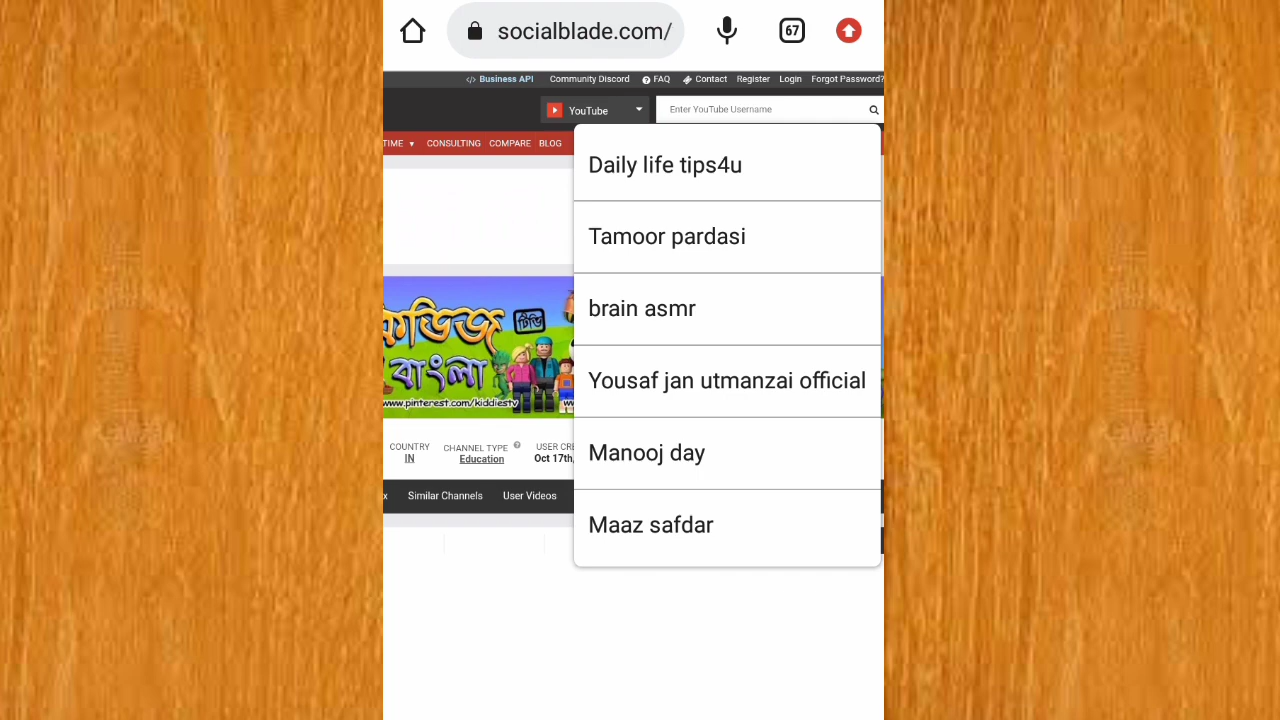 socialblade.com/
67
Business API Community Discord FAQ Contact Register Login Forgot Password?
YouTube Enter YouTube Username
TIME CONSULTING COMPARE BLOG
Daily life tips4u
Tamoor pardasi
brain asmr
Yousaf jan utmanzai official
Manooj day
Maaz safdar
টিভি
বাংলা
www.pinterest.com/kiddiestv
COUNTRY CHANNEL TYPE USER CRE
IN Education Oct 17th,
x Similar Channels User Videos